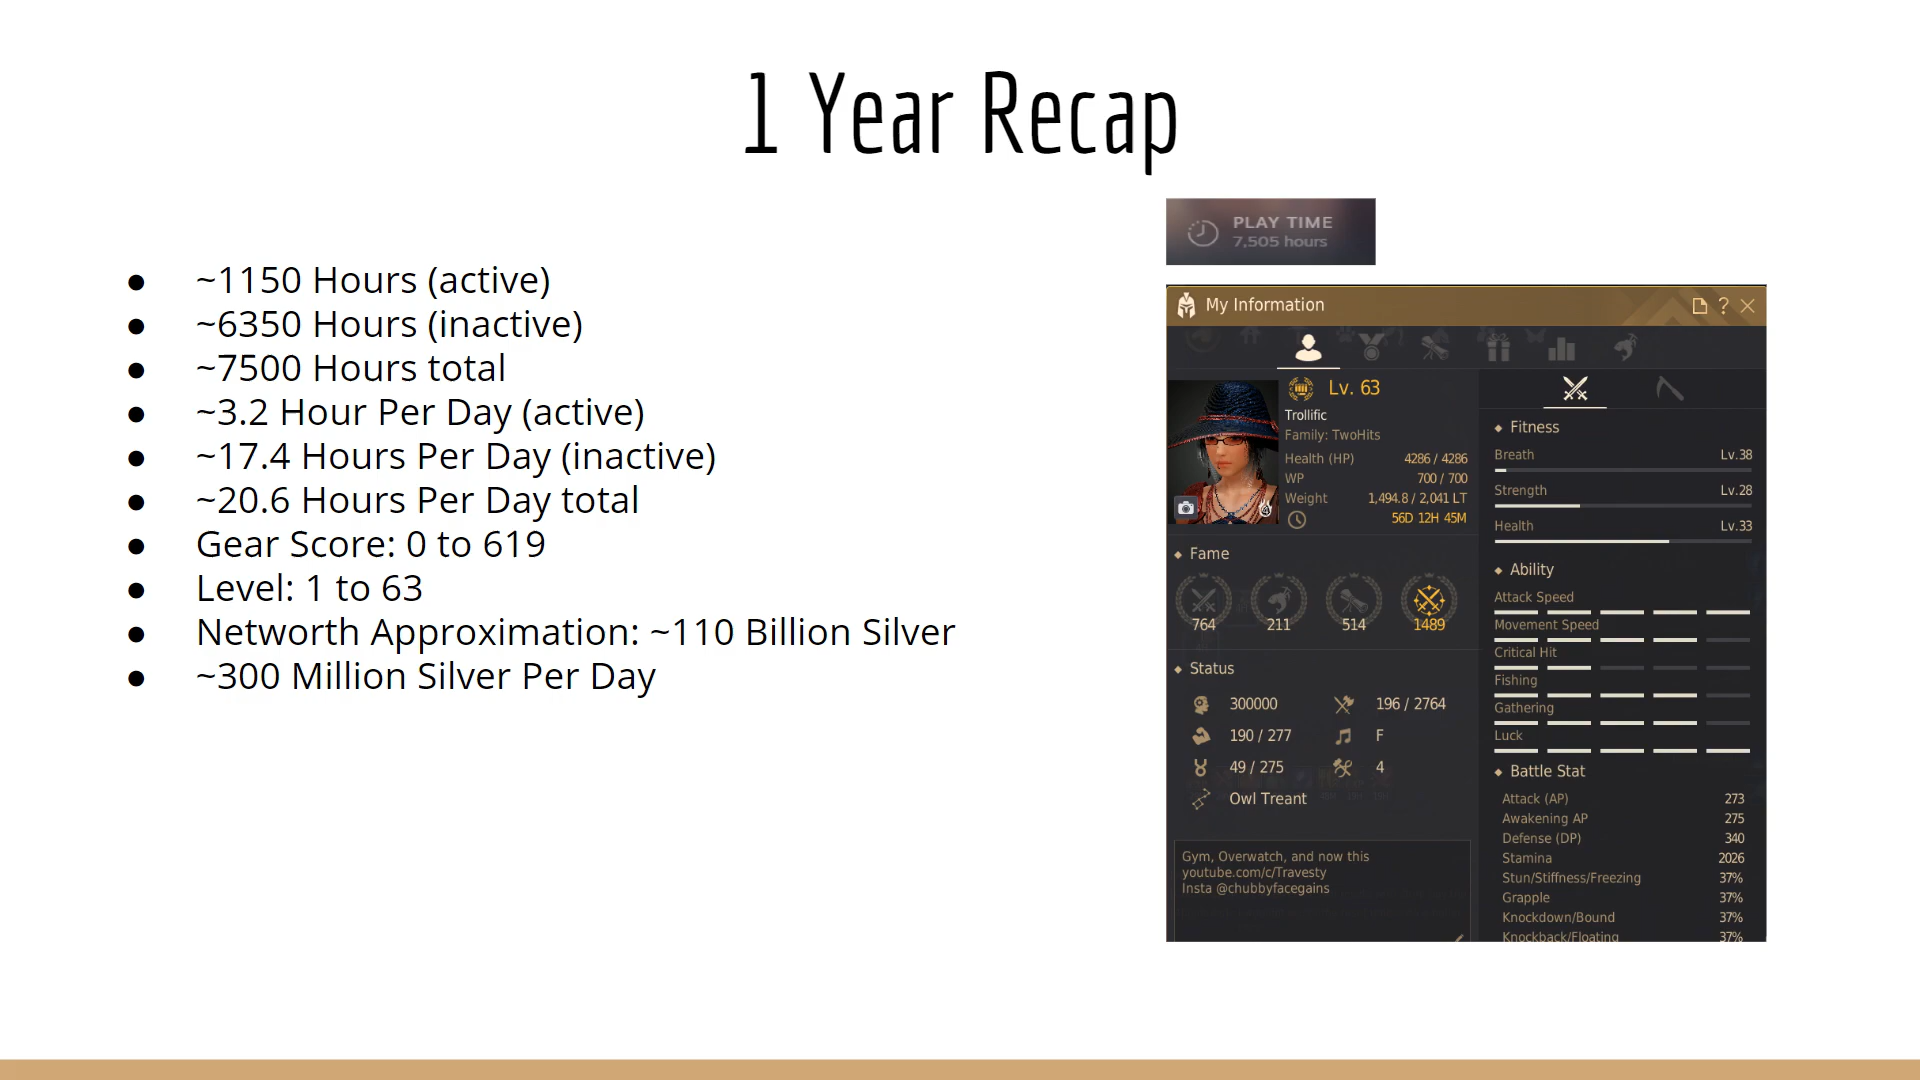 1 Year Recap
● ~1150 Hours (active)
● ~6350 Hours (inactive)
● ~7500 Hours total
● ~3.2 Hour Per Day (active)
● ~17.4 Hours Per Day (inactive)
● ~20.6 Hours Per Day total
● Gear Score: 0 to 619
● Level: 1 to 63
● Networth Approximation: ~110 Billion Silver
● ~300 Million Silver Per Day
PLAY TIME
7,505 hours
My Information
?
Lv. 63
Trollific
Family: TwoHits
Health (HP) 4286 / 4286
WP 700 / 700
Weight 1,494.8 / 2,041 LT
56D 12H 45M
Fame
764 211 514 1489
Status
300000 196 / 2764
190 / 277 F
49 / 275 4
Owl Treant
Gym, Overwatch, and now this
youtube.com/c/Travesty
Insta @chubbyfacegains
Fitness
Breath Lv.38
Strength Lv.28
Health Lv.33
Ability
Attack Speed
Movement Speed
Critical Hit
Fishing
Gathering
Luck
Battle Stat
Attack (AP) 273
Awakening AP 275
Defense (DP) 340
Stamina 2026
Stun/Stiffness/Freezing 37%
Grapple 37%
Knockdown/Bound 37%
Knockback/Floating 37%